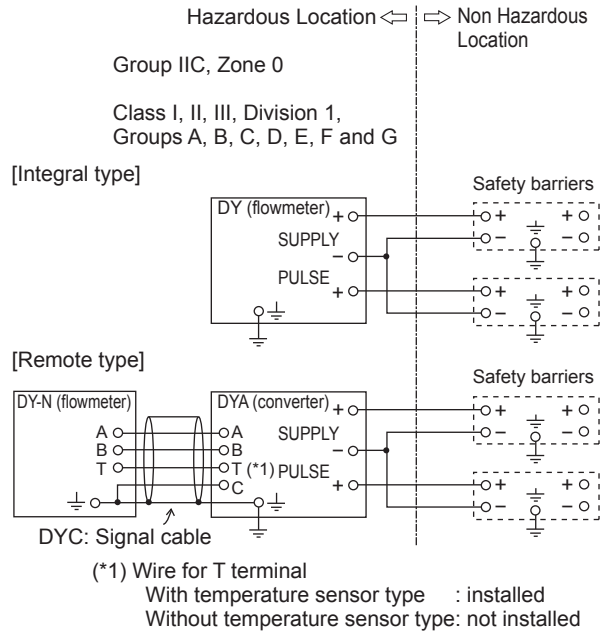 Hazardous Location
Non Hazardous
Location
Group IIC, Zone 0
Class I, II, III, Division 1,
Groups A, B, C, D, E, F and G
[Integral type]
Safety barriers
DY (flowmeter) + + + 
SUPPLY
− − −
PULSE
+ + +
− −
[Remote type]
Safety barriers
DY-N (flowmeter)
DYA (converter) + + +
A A SUPPLY
B B − − −
T T (*1) PULSE
C + + +
− −
DYC: Signal cable
(*1) Wire for T terminal
With temperature sensor type : installed
Without temperature sensor type: not installed